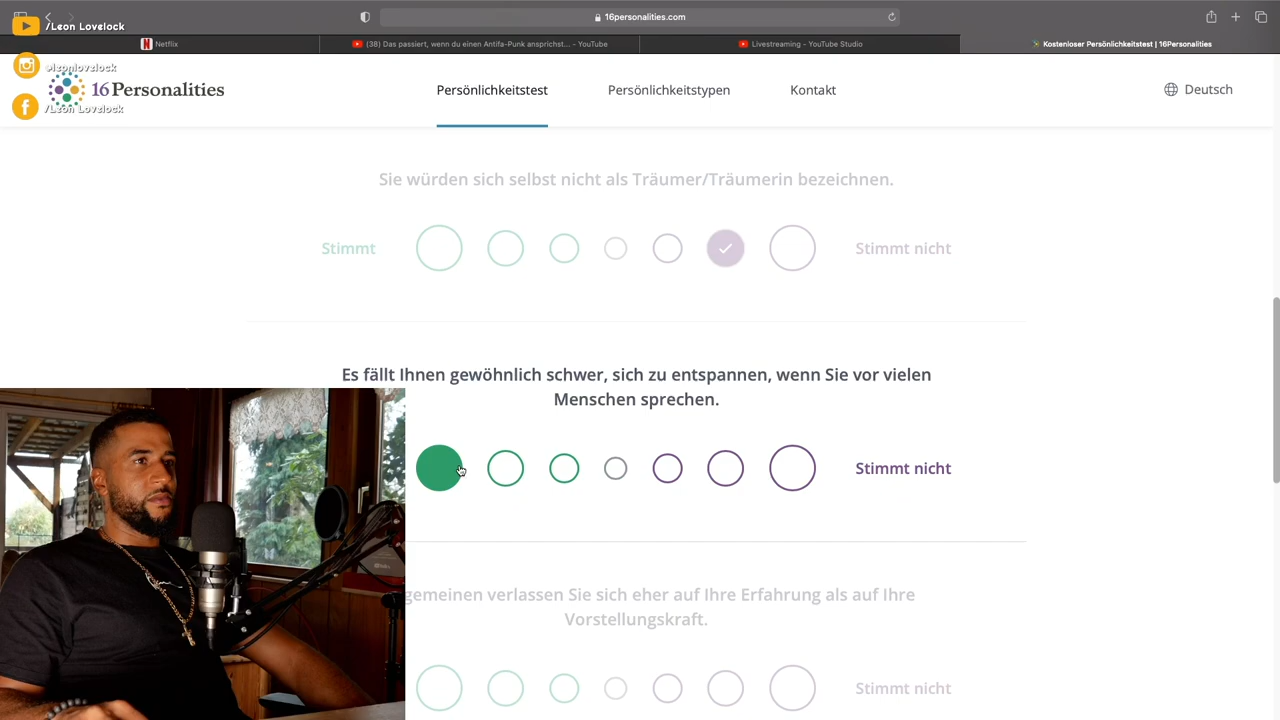 /Leon Lovelock
16personalities.com
Netflix
(38) Das passiert, wenn du einen Antifa-Punk ansprichst... - YouTube
Livestreaming - YouTube Studio
Kostenloser Persönlichkeitstest | 16Personalities
@leonlovelock
16Personalities
/Leon Lovelock
Persönlichkeitstest
Persönlichkeitstypen
Kontakt
Deutsch
Sie würden sich selbst nicht als Träumer/Träumerin bezeichnen.
Stimmt
Stimmt nicht
Es fällt Ihnen gewöhnlich schwer, sich zu entspannen, wenn Sie vor vielen
Menschen sprechen.
Stimmt nicht
gemeinen verlassen Sie sich eher auf Ihre Erfahrung als auf Ihre
Vorstellungskraft.
Stimmt nicht